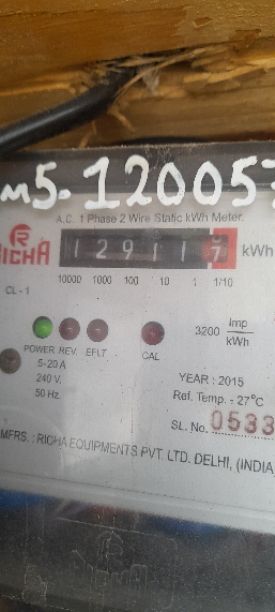 m5-120057
A.C. 1 Phase 2 Wire Static kWh Meter.
RICHA
12911 7 kWh
10000 1000 100 10 1 1/10
CL - 1
3200 Imp/kWh
POWER REV. EFLT CAL
5-20 A
240 V.
50 Hz.
YEAR : 2015
Ref. Temp. - 27°C
SL. No. 0533
MFRS. : RICHA EQUIPMENTS PVT. LTD. DELHI, (INDIA